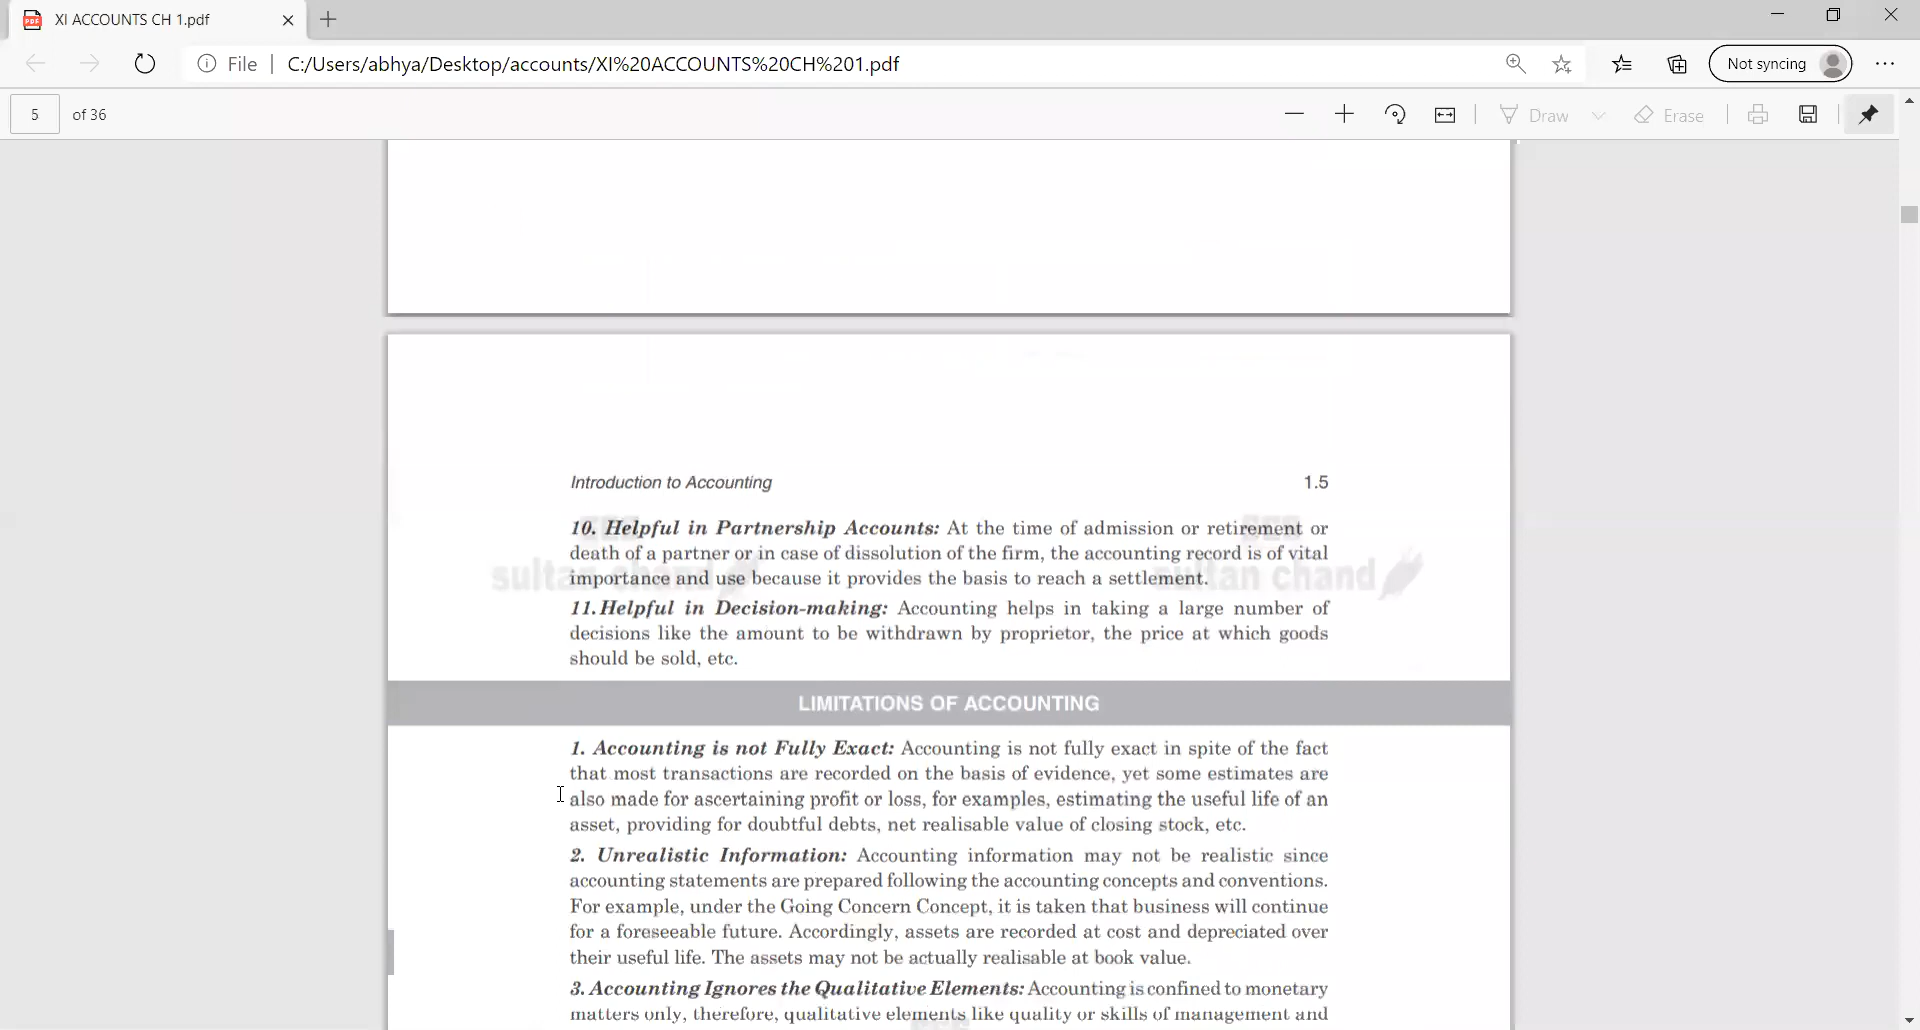 XI ACCOUNTS CH 1.pdf
File | C:/Users/abhya/Desktop/accounts/XI%20ACCOUNTS%20CH%201.pdf
Not syncing
5 of 36
Draw
Erase
Introduction to Accounting 1.5
10. Helpful in Partnership Accounts: At the time of admission or retirement or
death of a partner or in case of dissolution of the firm, the accounting record is of vital
importance and use because it provides the basis to reach a settlement.
sultan chand
sultan chand
11. Helpful in Decision-making: Accounting helps in taking a large number of
decisions like the amount to be withdrawn by proprietor, the price at which goods
should be sold, etc.
LIMITATIONS OF ACCOUNTING
1. Accounting is not Fully Exact: Accounting is not fully exact in spite of the fact
that most transactions are recorded on the basis of evidence, yet some estimates are
also made for ascertaining profit or loss, for examples, estimating the useful life of an
asset, providing for doubtful debts, net realisable value of closing stock, etc.
2. Unrealistic Information: Accounting information may not be realistic since
accounting statements are prepared following the accounting concepts and conventions.
For example, under the Going Concern Concept, it is taken that business will continue
for a foreseeable future. Accordingly, assets are recorded at cost and depreciated over
their useful life. The assets may not be actually realisable at book value.
3. Accounting Ignores the Qualitative Elements: Accounting is confined to monetary
matters only, therefore, qualitative elements like quality or skills of management and